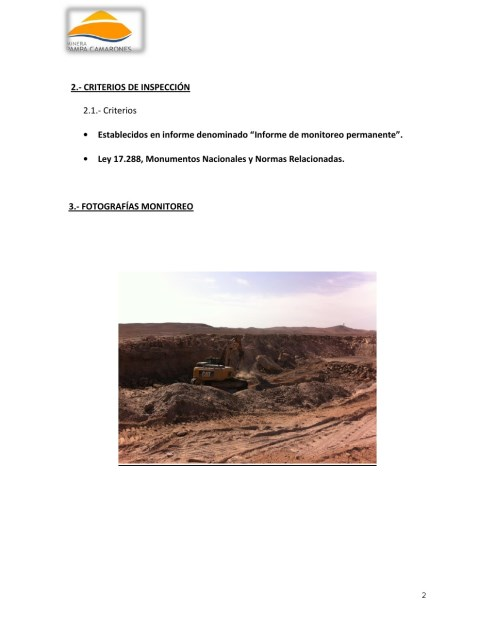 MINERA
PAMPA CAMARONES
2.- CRITERIOS DE INSPECCIÓN
2.1.- Criterios
• Establecidos en informe denominado “Informe de monitoreo permanente”.
• Ley 17.288, Monumentos Nacionales y Normas Relacionadas.
3.- FOTOGRAFÍAS MONITOREO
2